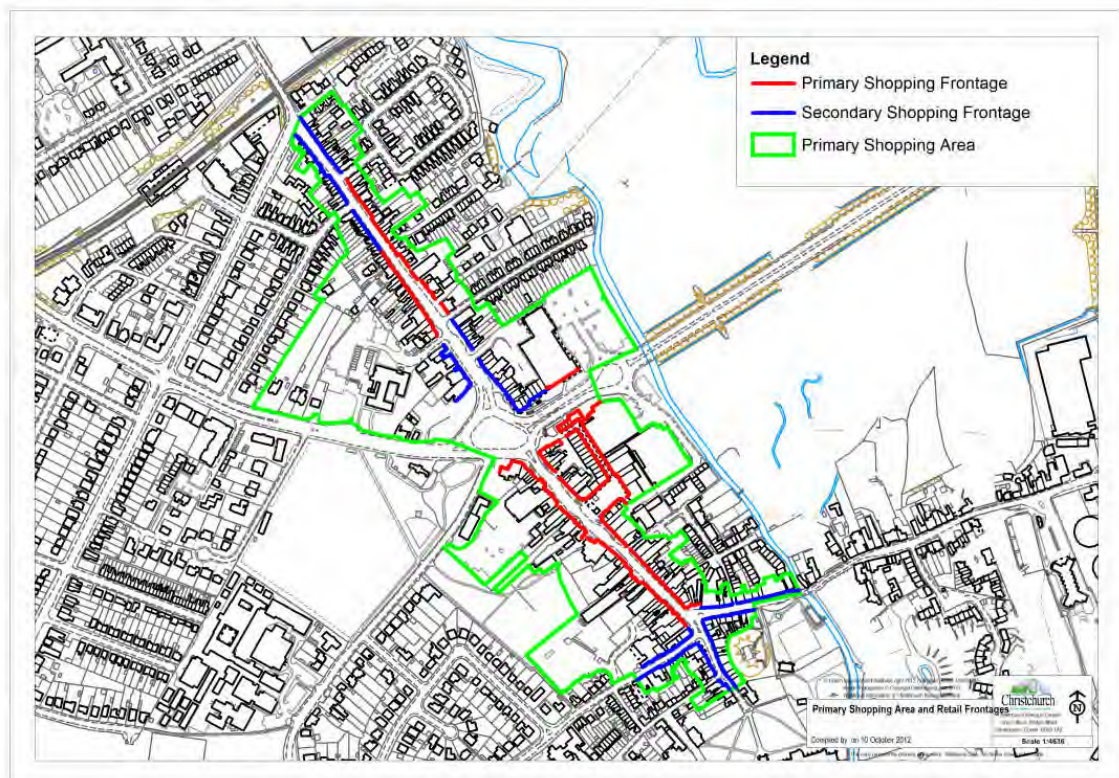 Legend
Primary Shopping Frontage
Secondary Shopping Frontage
Primary Shopping Area
Christchurch
Primary Shopping Area and Retail Frontages
N
Compiled by on 10 October 2012
Scale 1:4636